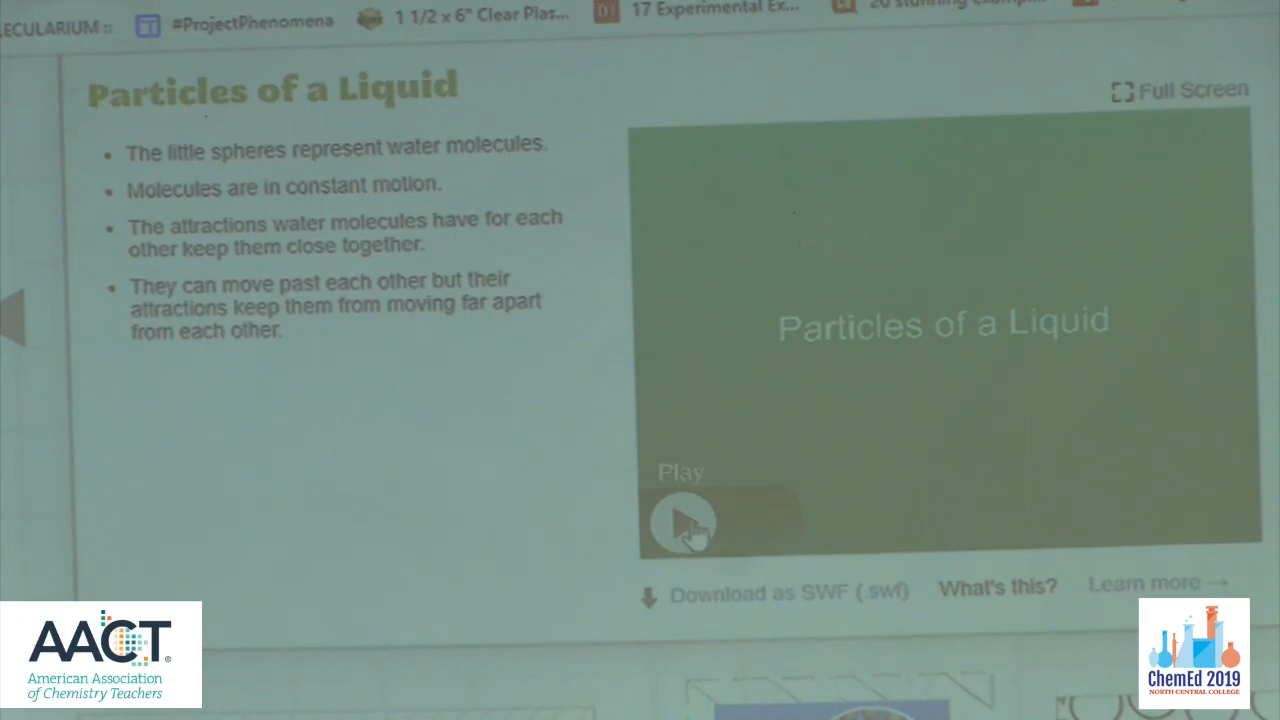 ECULARIUM ::
#ProjectPhenomena
1 1/2 x 6" Clear Plas...
17 Experimental Ex...
20 stunning
Particles of a Liquid
Full Screen
• The little spheres represent water molecules.
• Molecules are in constant motion.
• The attractions water molecules have for each
other keep them close together.
• They can move past each other but their
attractions keep them from moving far apart
from each other.
Particles of a Liquid
Play
Download as SWF (.swf)
What's this?
Learn more →
AACT®
American Association
of Chemistry Teachers
ChemEd 2019
NORTH CENTRAL COLLEGE